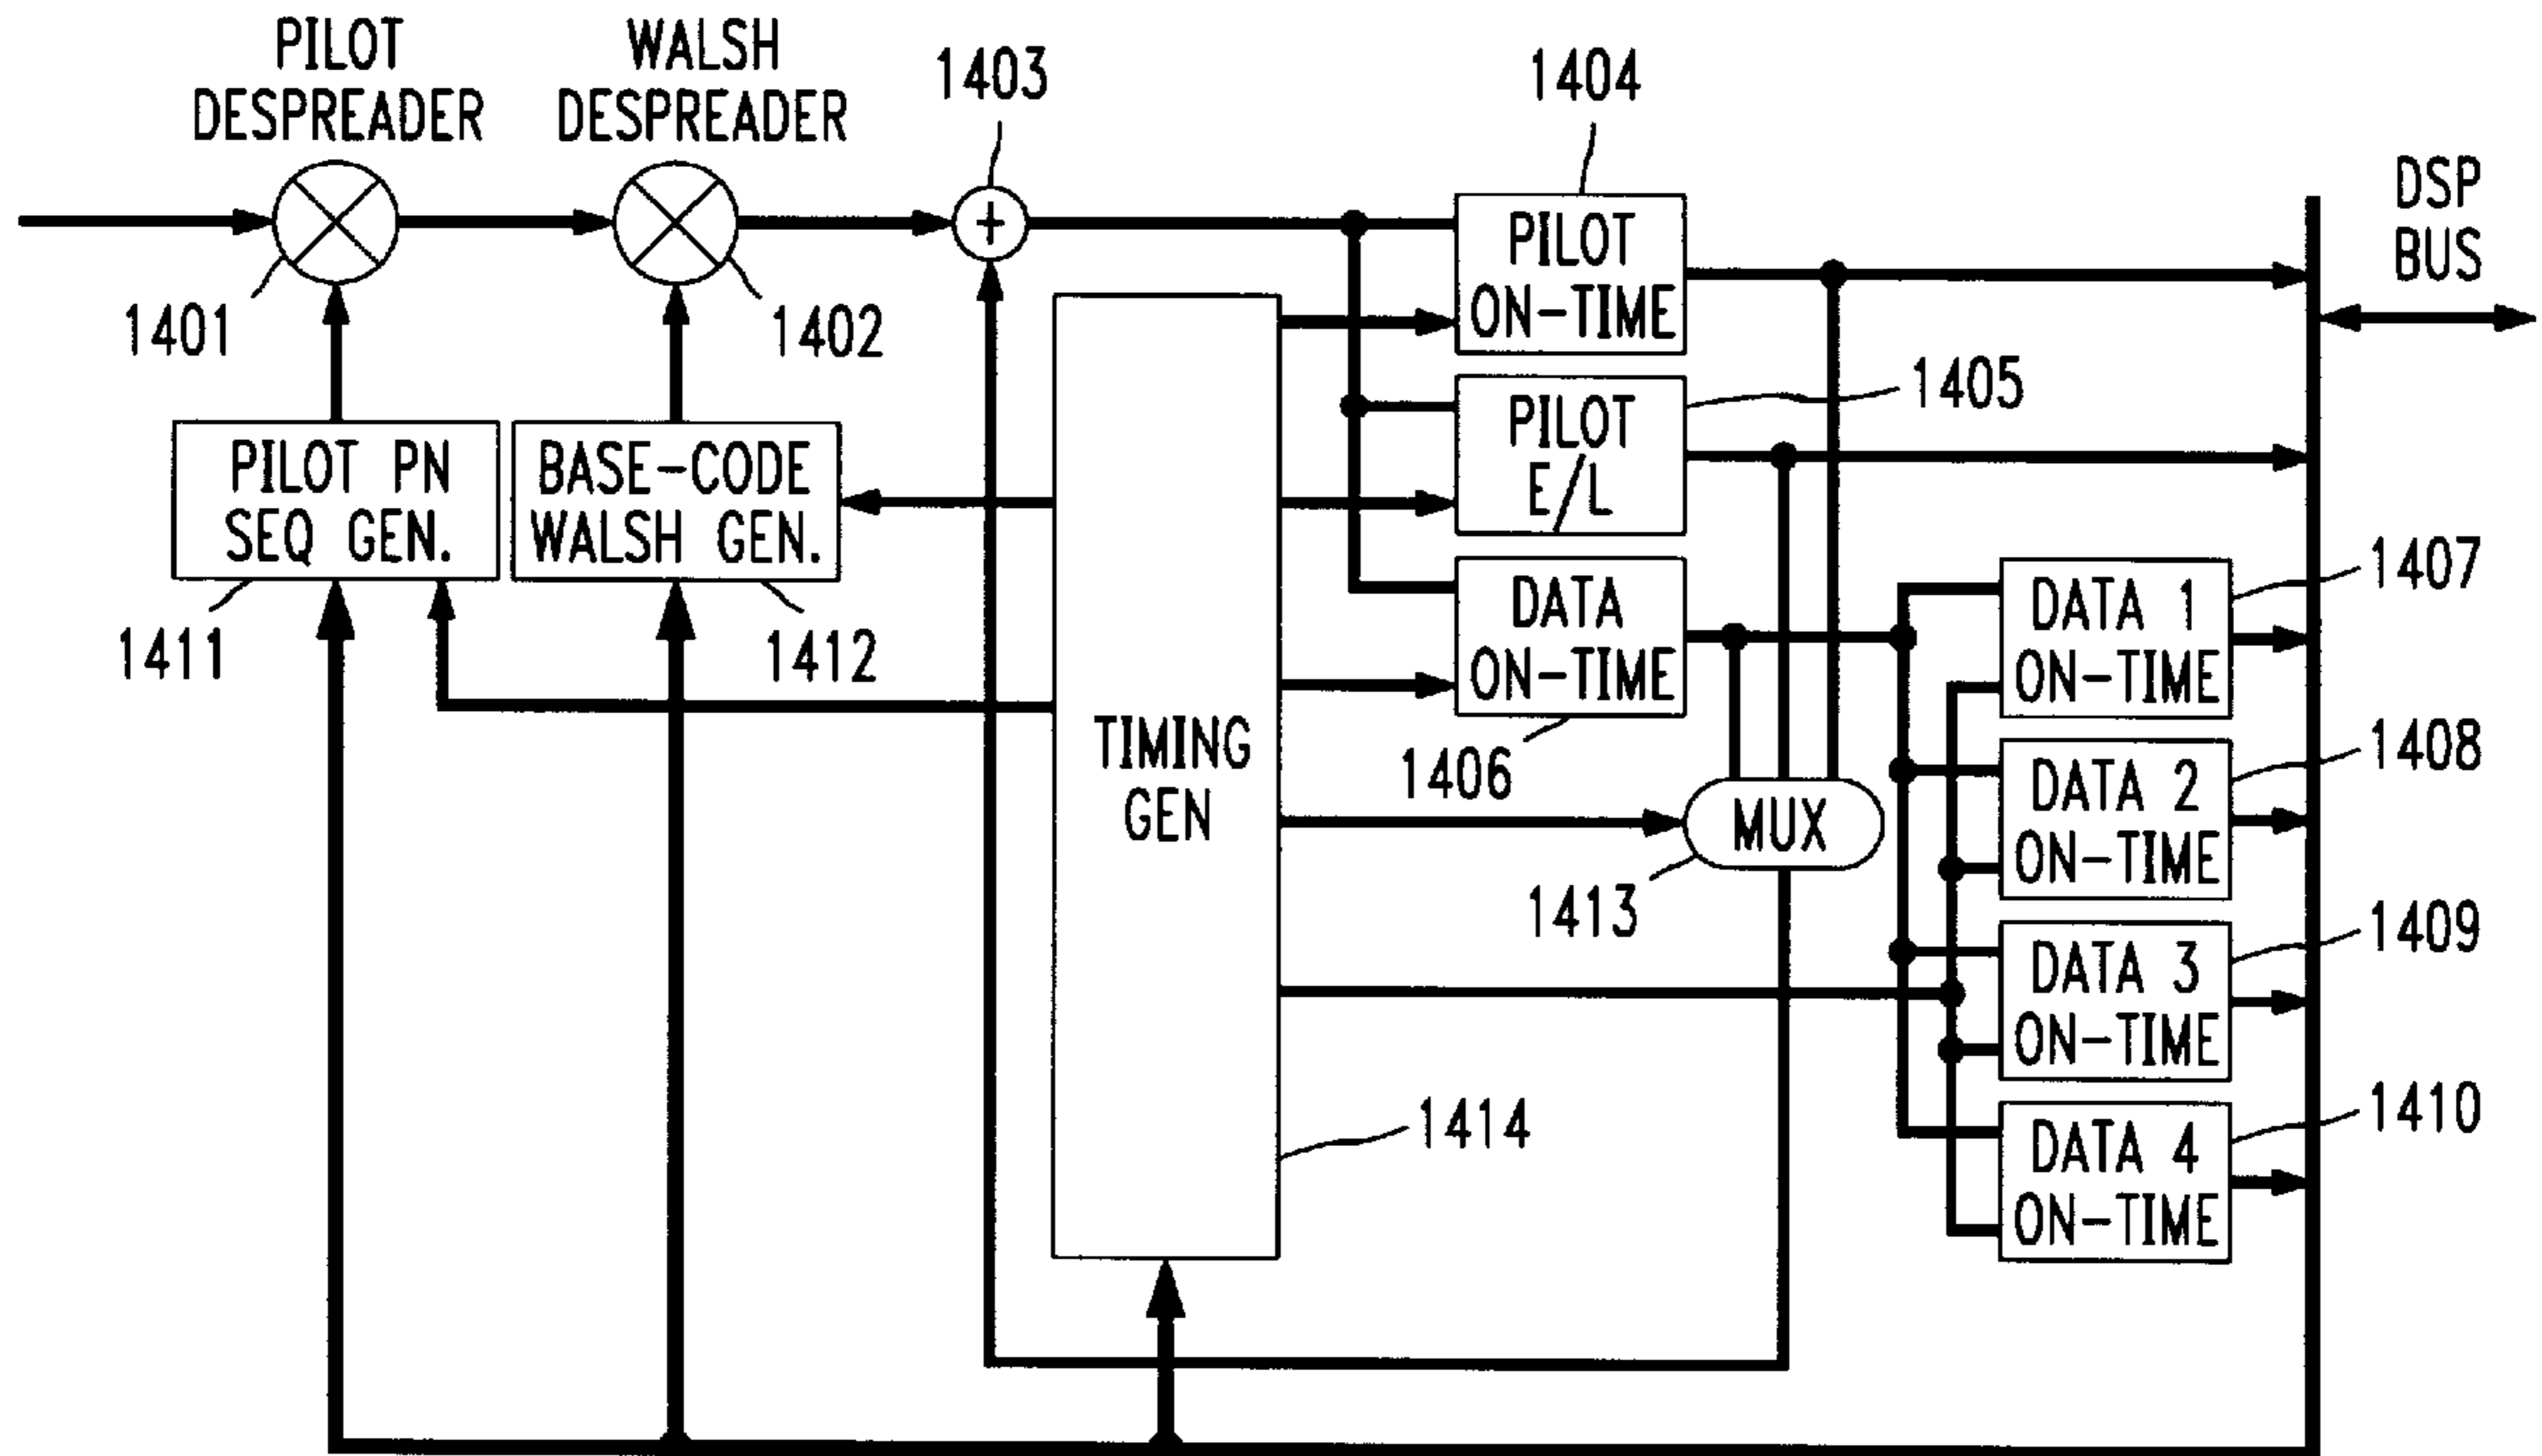 PILOT
DESPREADER
WALSH
DESPREADER
1403
1404
DSP
BUS
+
1401
1402
PILOT
ON-TIME
1405
PILOT
E/L
PILOT PN
SEQ GEN.
BASE-CODE
WALSH GEN.
1411
1412
DATA
ON-TIME
1406
1407
DATA 1
ON-TIME
TIMING
GEN
1408
DATA 2
ON-TIME
MUX
1413
1409
DATA 3
ON-TIME
1414
1410
DATA 4
ON-TIME